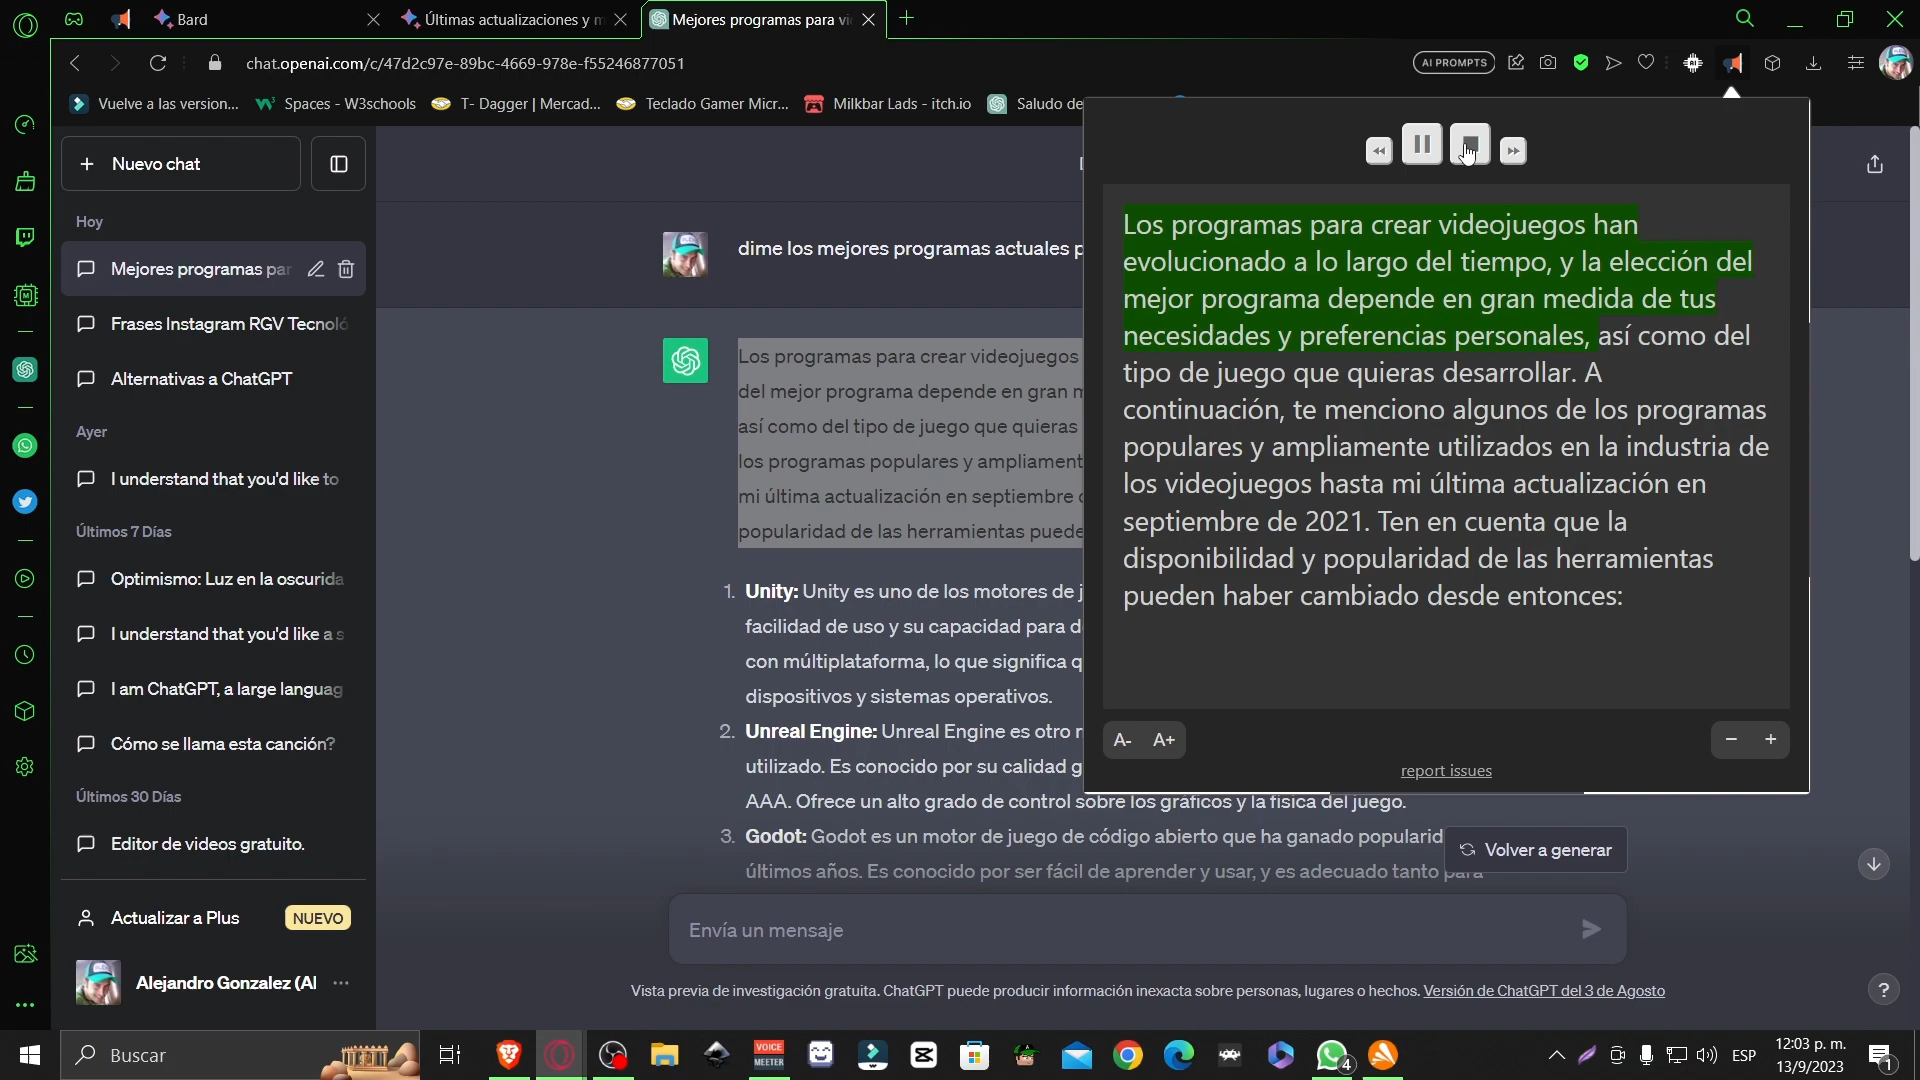 Bard
Últimas actualizaciones y m
Mejores programas para vi
chat.openai.com/c/47d2c97e-89bc-4669-978e-f55246877051
AI PROMPTS
Vuelve a las version...
Spaces - W3schools
T- Dagger | Mercad...
Teclado Gamer Micr...
Milkbar Lads - itch.io
Saludo de
Nuevo chat
Hoy
Mejores programas par
Frases Instagram RGV Tecnoló
Alternativas a ChatGPT
Ayer
I understand that you'd like to
Últimos 7 Días
Optimismo: Luz en la oscurida
I understand that you'd like a s
I am ChatGPT, a large languag
Cómo se llama esta canción?
Últimos 30 Días
Editor de videos gratuito.
Actualizar a Plus
NUEVO
Alejandro Gonzalez (Al
dime los mejores programas actuales p
Los programas para crear videojuegos
del mejor programa depende en gran m
así como del tipo de juego que quieras
los programas populares y ampliament
mi última actualización en septiembre
popularidad de las herramientas puede
1. Unity: Unity es uno de los motores de j
facilidad de uso y su capacidad para d
con múltiplataforma, lo que significa q
dispositivos y sistemas operativos.
2. Unreal Engine: Unreal Engine es otro
utilizado. Es conocido por su calidad g
AAA. Ofrece un alto grado de control sobre los gráficos y la física del juego.
3. Godot: Godot es un motor de juego de código abierto que ha ganado popularid
últimos años. Es conocido por ser fácil de aprender y usar, y es adecuado tanto para
Volver a generar
Envía un mensaje
Vista previa de investigación gratuita. ChatGPT puede producir información inexacta sobre personas, lugares o hechos. Versión de ChatGPT del 3 de Agosto
?
Los programas para crear videojuegos han
evolucionado a lo largo del tiempo, y la elección del
mejor programa depende en gran medida de tus
necesidades y preferencias personales, así como del
tipo de juego que quieras desarrollar. A
continuación, te menciono algunos de los programas
populares y ampliamente utilizados en la industria de
los videojuegos hasta mi última actualización en
septiembre de 2021. Ten en cuenta que la
disponibilidad y popularidad de las herramientas
pueden haber cambiado desde entonces:
A- A+
− +
report issues
Buscar
VOICE
MEETER
4
ESP
12:03 p. m.
13/9/2023
1